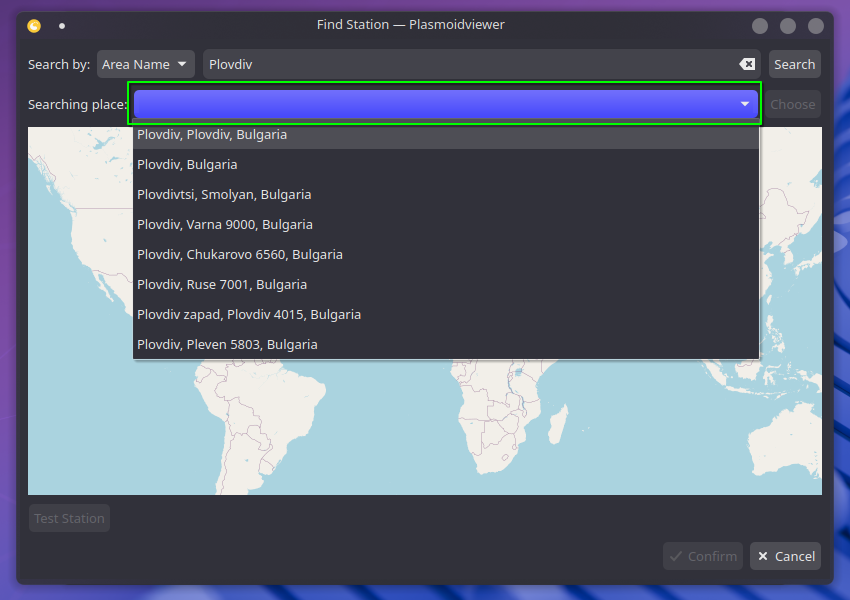 Find Station — Plasmoidviewer
Search by: Area Name Plovdiv Search
Searching place: Choose
Plovdiv, Plovdiv, Bulgaria
Plovdiv, Bulgaria
Plovdivtsi, Smolyan, Bulgaria
Plovdiv, Varna 9000, Bulgaria
Plovdiv, Chukarovo 6560, Bulgaria
Plovdiv, Ruse 7001, Bulgaria
Plovdiv zapad, Plovdiv 4015, Bulgaria
Plovdiv, Pleven 5803, Bulgaria
Test Station
Confirm Cancel